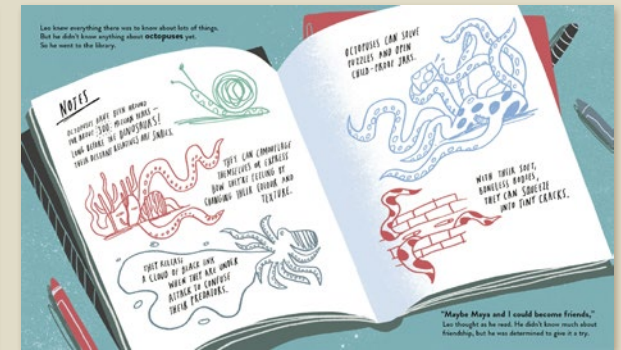 Leo knew everything there was to know about lots of things.
But he didn't know anything about octopuses yet.
So he went to the library.
NOTES
OCTOPUSES HAVE BEEN AROUND
FOR ABOUT 300 MILLION YEARS –
LONG BEFORE THE DINOSAURS!
THEIR DISTANT RELATIVES ARE SNAILS.
THEY CAN CAMOUFLAGE
THEMSELVES OR EXPRESS
HOW THEY'RE FEELING BY
CHANGING THEIR COLOUR AND
TEXTURE.
THEY RELEASE
A CLOUD OF BLACK INK
WHEN THEY ARE UNDER
ATTACK TO CONFUSE
THEIR PREDATORS.
OCTOPUSES CAN SOLVE
PUZZLES AND OPEN
CHILD-PROOF JARS.
WITH THEIR SOFT,
BONELESS BODIES,
THEY CAN SQUEEZE
INTO TINY CRACKS.
"Maybe Maya and I could become friends,"
Leo thought as he read. He didn't know much about
friendship, but he was determined to give it a try.